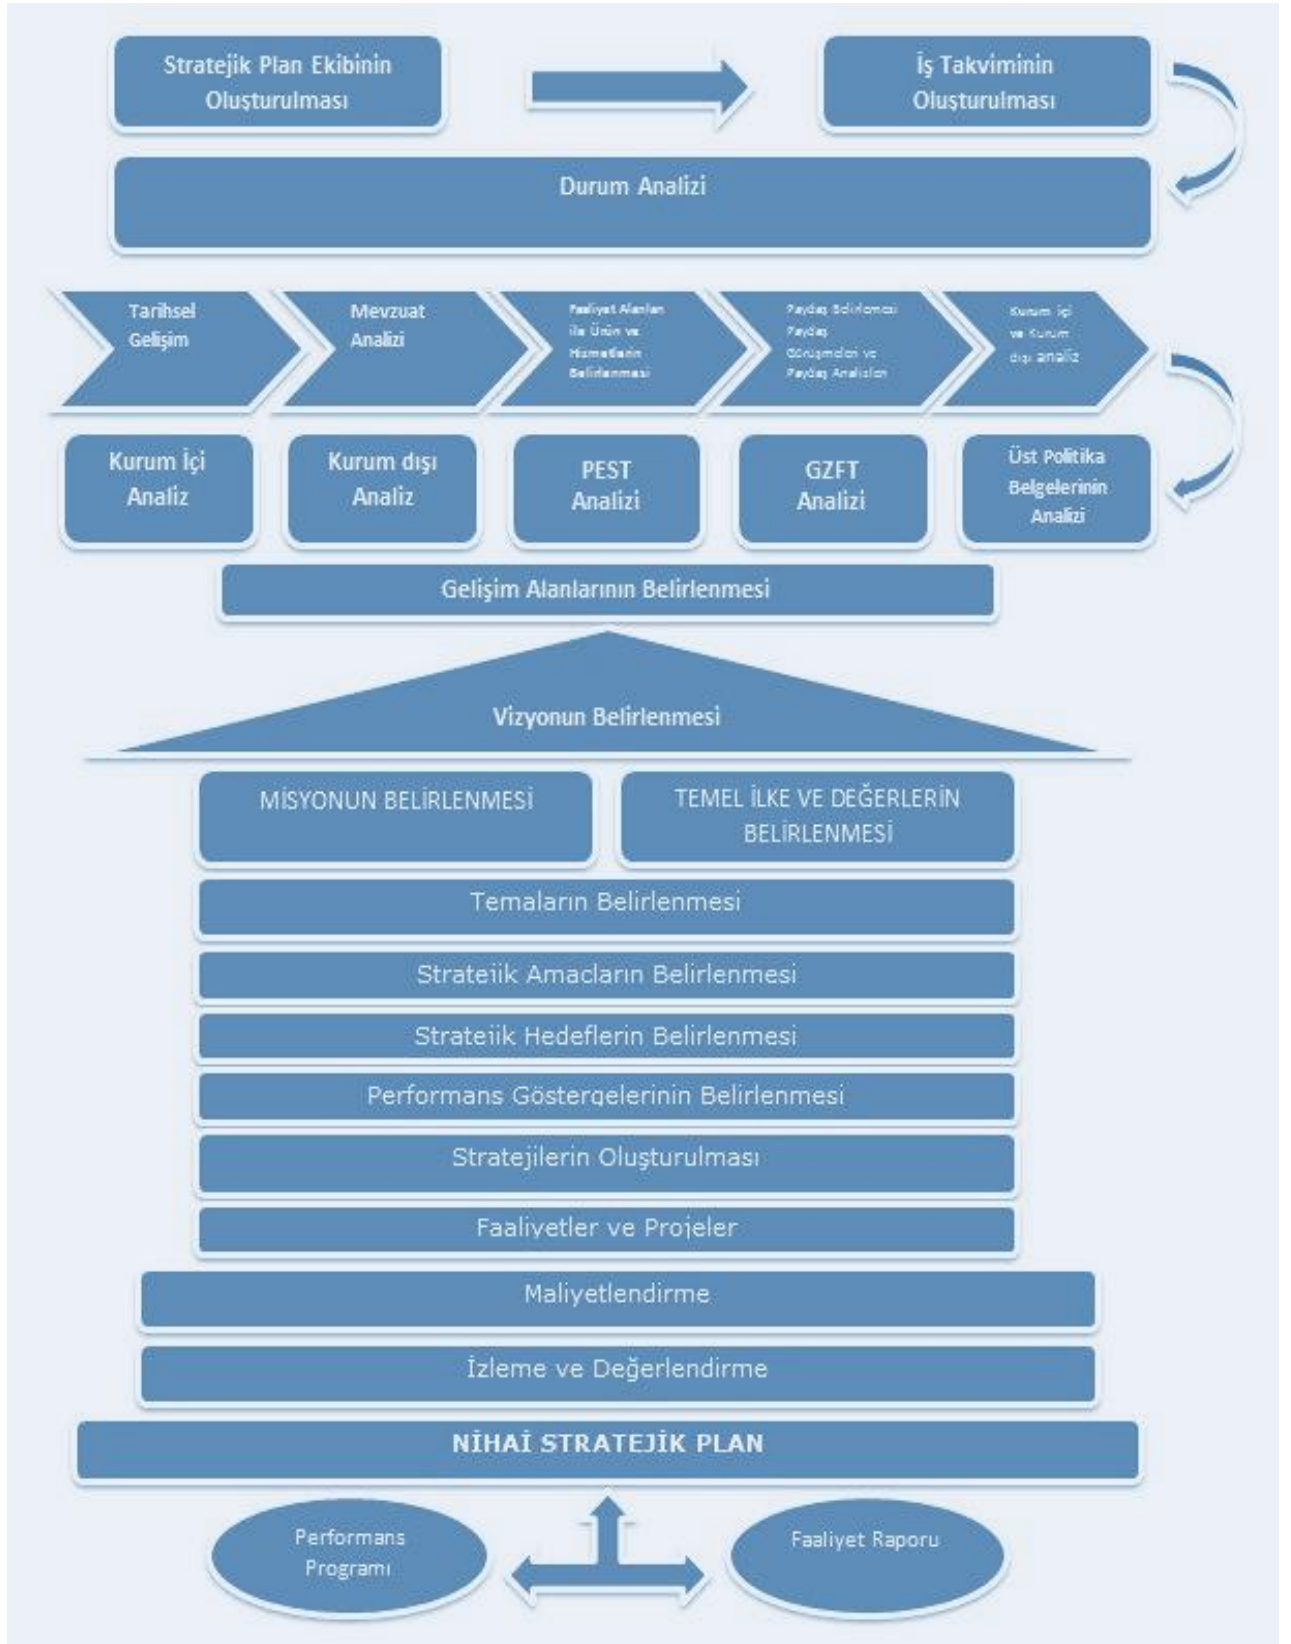 Stratejik Plan Ekibinin
Oluşturulması
İş Takviminin
Oluşturulması
Durum Analizi
Tarihsel
Gelişim
Mevzuat
Analizi
Faaliyet Alanları
ile Ürün ve
Hizmetlerin
Belirlenmesi
Paydaş Belirlemesi
Paydaş
Görüşmeleri ve
Paydaş Analizleri
Kurum içi
ve Kurum
dışı analiz
Kurum İçi
Analiz
Kurum dışı
Analiz
PEST
Analizi
GZFT
Analizi
Üst Politika
Belgelerinin
Analizi
Gelişim Alanlarının Belirlenmesi
Vizyonun Belirlenmesi
MİSYONUN BELİRLENMESİ
TEMEL İLKE VE DEĞERLERİN
BELİRLENMESİ
Temaların Belirlenmesi
Stratejik Amaçların Belirlenmesi
Stratejik Hedeflerin Belirlenmesi
Performans Göstergelerinin Belirlenmesi
Stratejilerin Oluşturulması
Faaliyetler ve Projeler
Maliyetlendirme
İzleme ve Değerlendirme
NİHAİ STRATEJİK PLAN
Performans
Programı
Faaliyet Raporu